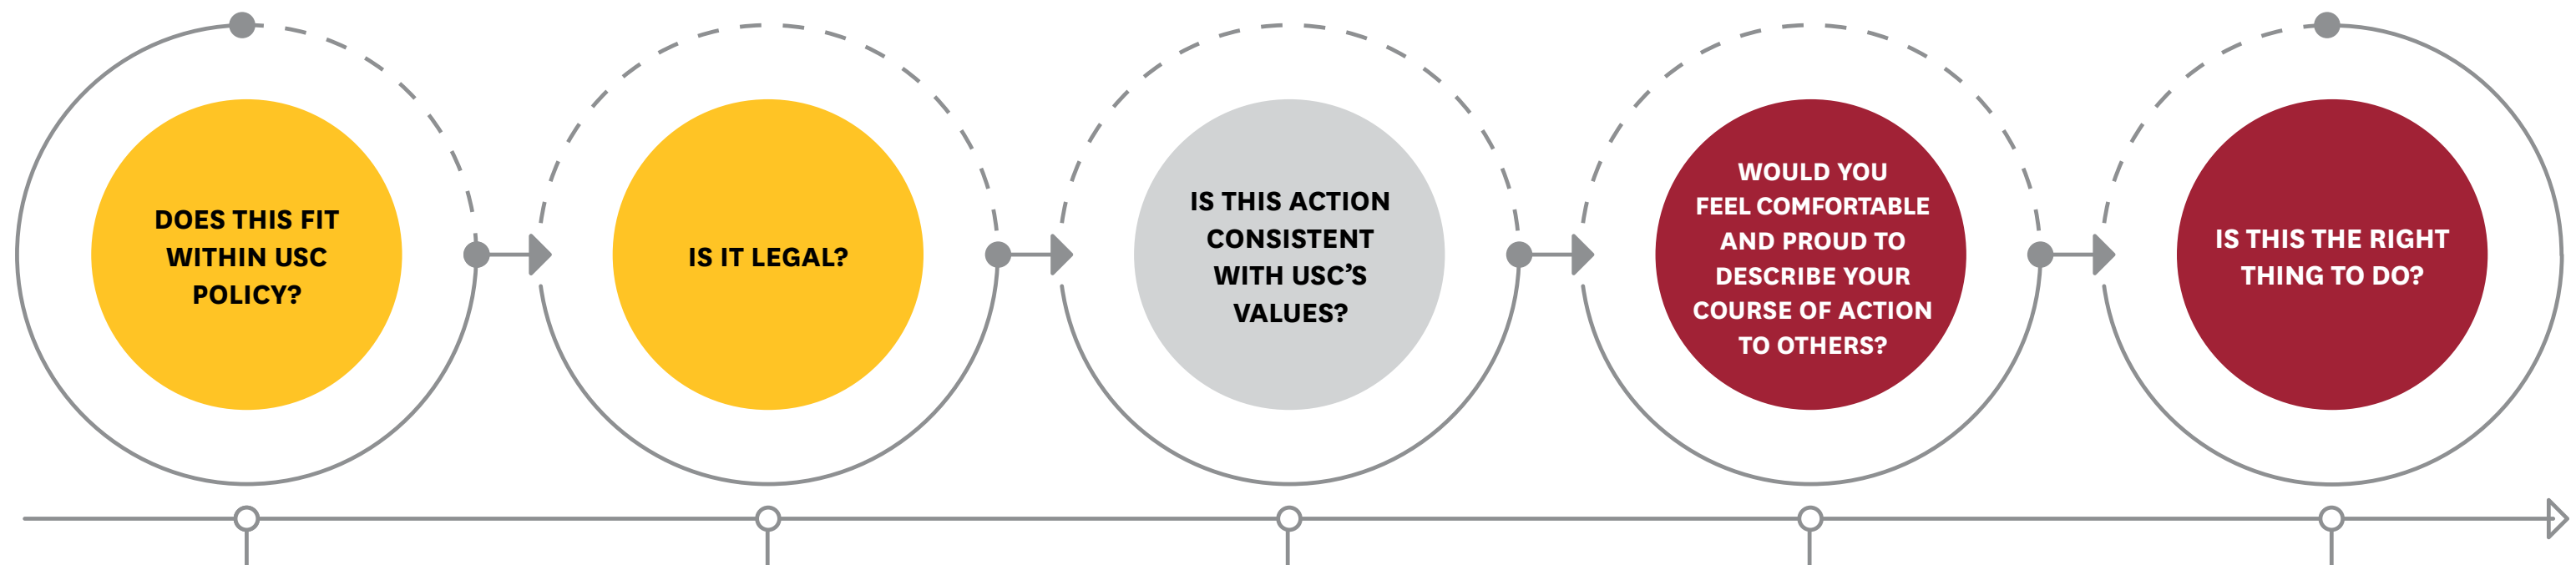 DOES THIS FIT
WITHIN USC
POLICY?
IS IT LEGAL?
IS THIS ACTION
CONSISTENT
WITH USC’S
VALUES?
WOULD YOU
FEEL COMFORTABLE
AND PROUD TO
DESCRIBE YOUR
COURSE OF ACTION
TO OTHERS?
IS THIS THE RIGHT
THING TO DO?